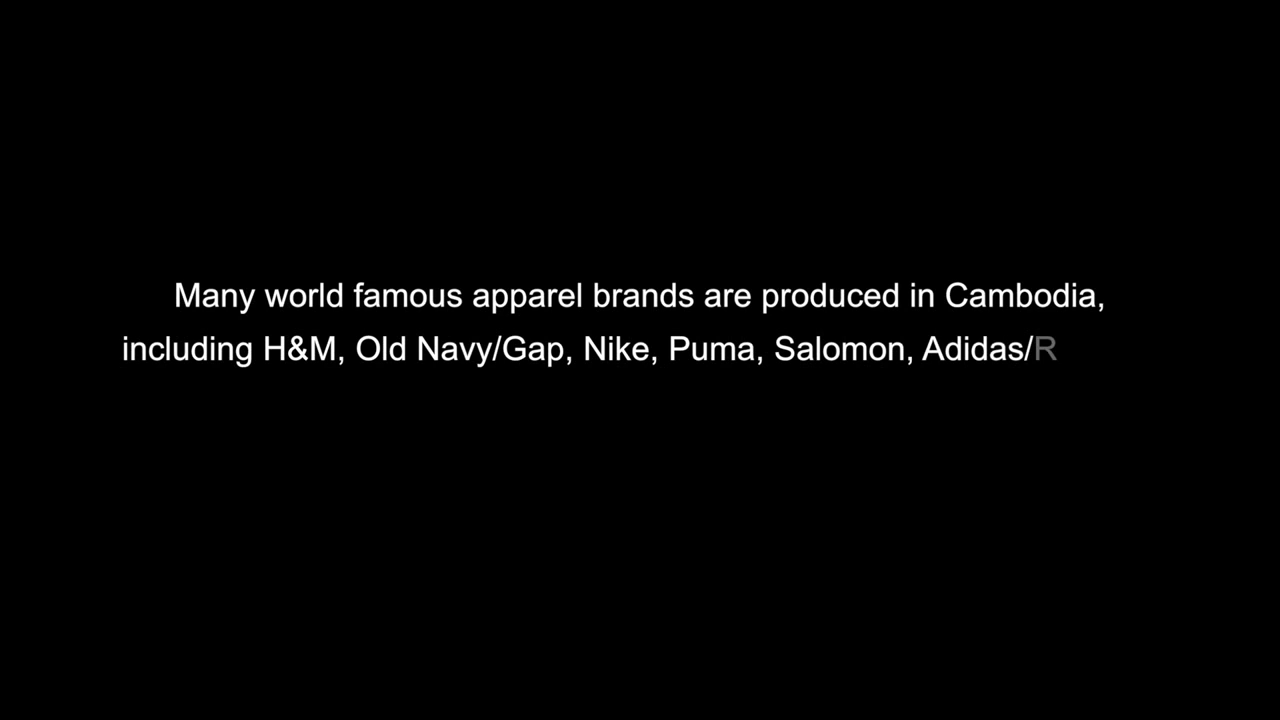 Many world famous apparel brands are produced in Cambodia,
including H&M, Old Navy/Gap, Nike, Puma, Salomon, Adidas/R